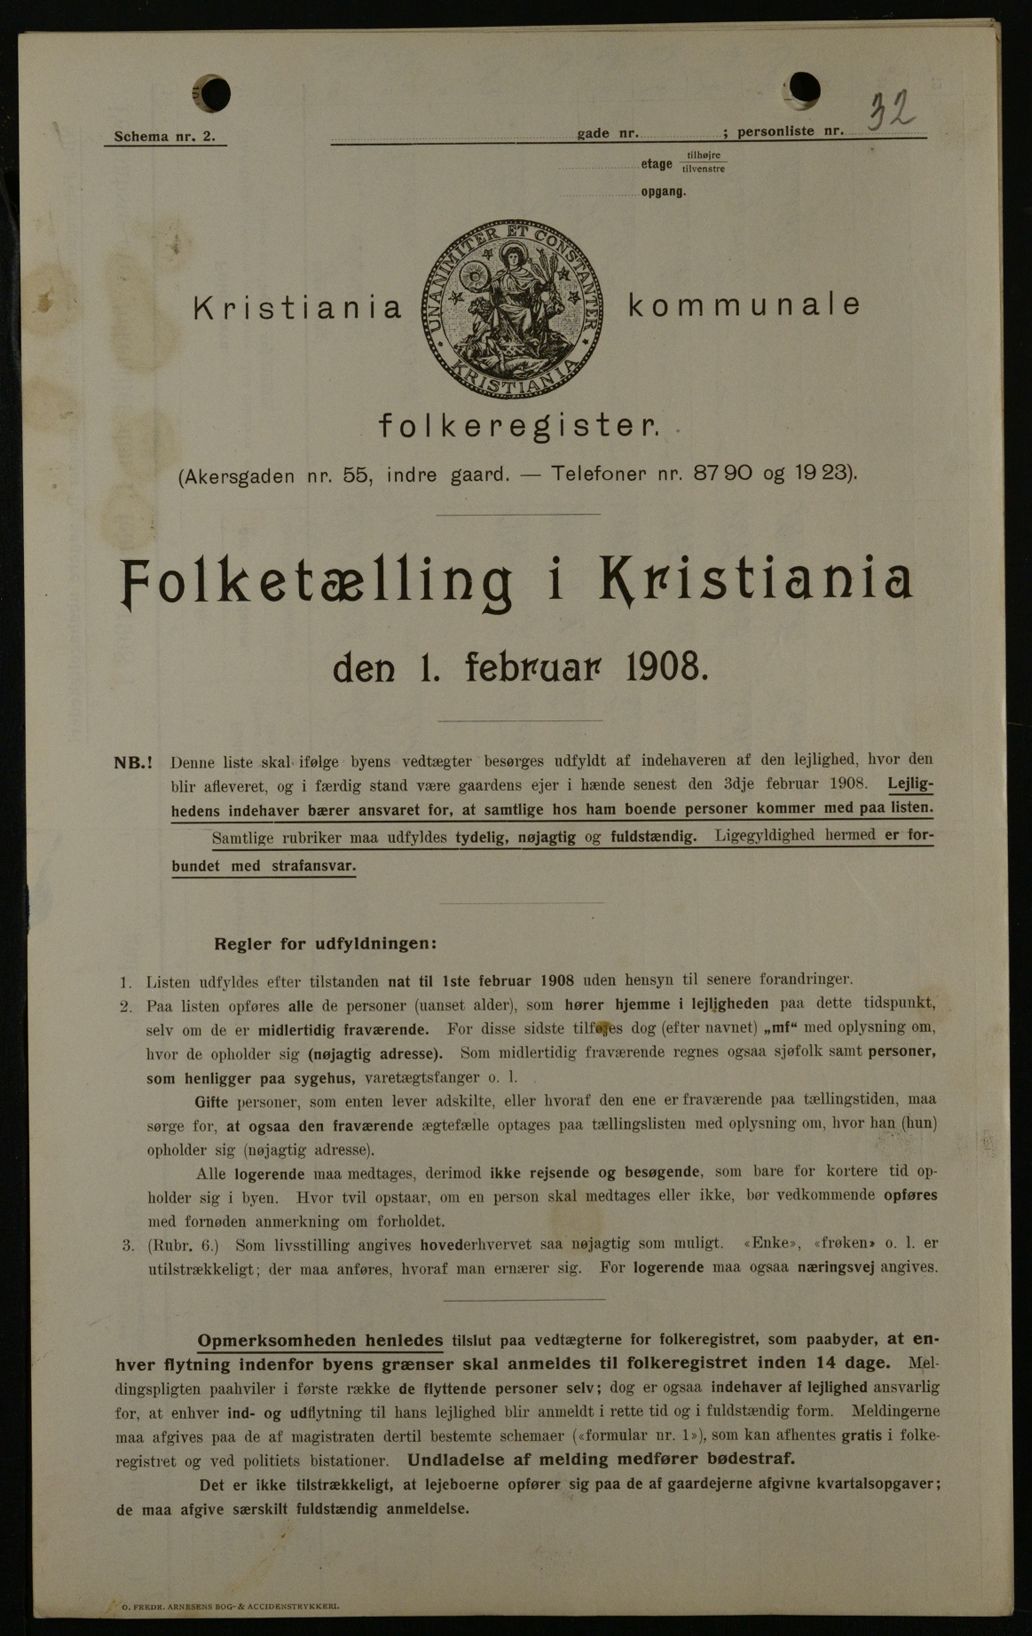 Schema nr. 2.
gade nr. ; personliste nr. 32
etage tilhøjre
tilvenstre
opgang.
UNANIMITER ET CONSTANTER
KRISTIANIA
Kristiania kommunale
folkeregister.
(Akersgaden nr. 55, indre gaard. — Telefoner nr. 87 90 og 19 23).
Folketælling i Kristiania
den 1. februar 1908.
NB.! Denne liste skal ifølge byens vedtægter besørges udfyldt af indehaveren af den lejlighed, hvor den
blir afleveret, og i færdig stand være gaardens ejer i hænde senest den 3dje februar 1908. Lejlig-
hedens indehaver bærer ansvaret for, at samtlige hos ham boende personer kommer med paa listen.
Samtlige rubriker maa udfyldes tydelig, nøjagtig og fuldstændig. Ligegyldighed hermed er for-
bundet med strafansvar.
Regler for udfyldningen:
1. Listen udfyldes efter tilstanden nat til 1ste februar 1908 uden hensyn til senere forandringer.
2. Paa listen opføres alle de personer (uanset alder), som hører hjemme i lejligheden paa dette tidspunkt,
selv om de er midlertidig fraværende. For disse sidste tilføjes dog (efter navnet) „mf“ med oplysning om,
hvor de opholder sig (nøjagtig adresse). Som midlertidig fraværende regnes ogsaa sjøfolk samt personer,
som henligger paa sygehus, varetægtsfanger o. l.
Gifte personer, som enten lever adskilte, eller hvoraf den ene er fraværende paa tællingstiden, maa
sørge for, at ogsaa den fraværende ægtefælle optages paa tællingslisten med oplysning om, hvor han (hun)
opholder sig (nøjagtig adresse).
Alle logerende maa medtages, derimod ikke rejsende og besøgende, som bare for kortere tid op-
holder sig i byen. Hvor tvil opstaar, om en person skal medtages eller ikke, bør vedkommende opføres
med fornøden anmerkning om forholdet.
3. (Rubr. 6.) Som livsstilling angives hovederhvervet saa nøjagtig som muligt. «Enke», «frøken» o. l. er
utilstrækkeligt; der maa anføres, hvoraf man ernærer sig. For logerende maa ogsaa næringsvej angives.
Opmerksomheden henledes tilslut paa vedtægterne for folkeregistret, som paabyder, at en-
hver flytning indenfor byens grænser skal anmeldes til folkeregistret inden 14 dage. Mel-
dingspligten paahviler i første række de flyttende personer selv; dog er ogsaa indehaver af lejlighed ansvarlig
for, at enhver ind- og udflytning til hans lejlighed blir anmeldt i rette tid og i fuldstændig form. Meldingerne
maa afgives paa de af magistraten dertil bestemte schemaer («formular nr. 1»), som kan afhentes gratis i folke-
registret og ved politiets bistationer. Undladelse af melding medfører bødestraf.
Det er ikke tilstrækkeligt, at lejeboerne opfører sig paa de af gaardejerne afgivne kvartalsopgaver;
de maa afgive særskilt fuldstændig anmeldelse.
O. FREDR. ARNESENS BOG- & ACCIDENSTRYKKERI.